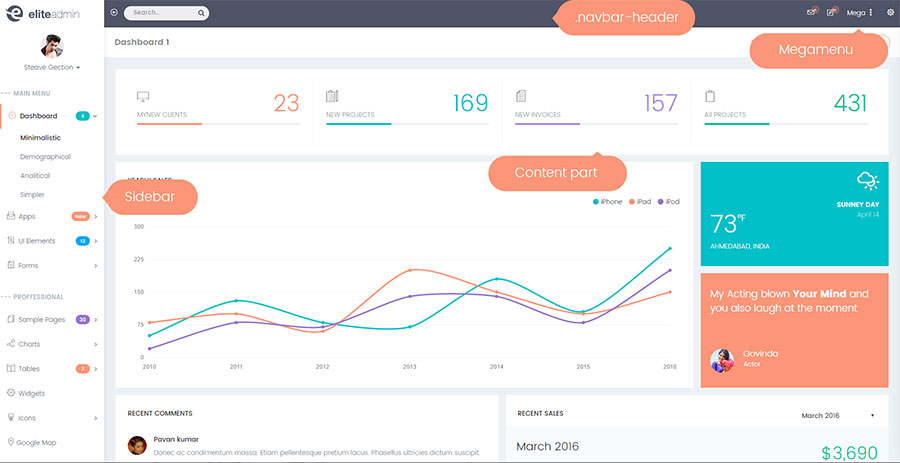 eliteadmin
Search...
.navbar-header
Mega
Steave Gection
Dashboard 1
Megamenu
MAIN MENU
Dashboard 4
Minimalistic
Demographical
Analitical
Simpler
Sidebar
Apps New
UI Elements 13
Forms
PROFFESSIONAL
Sample Pages 30
Charts
Tables 7
Widgets
Icons
Google Map
23
MYNEW CLIENTS
169
NEW PROJECTS
157
NEW INVOICES
431
All PROJECTS
Content part
YEARLY SALES
iPhone iPad iPod
300
225
150
75
0
2010 2011 2012 2013 2014 2015 2016
SUNNEY DAY
April 14
73°F
AHMEDABAD, INDIA
My Acting blown Your Mind and
you also laugh at the moment
Govinda
Actor
RECENT COMMENTS
Pavan kumar
Donec ac condimentum massa. Etiam pellentesque pretium lacus. Phasellus ultricies dictum suscipit.
RECENT SALES
March 2016
March 2016
$3,690